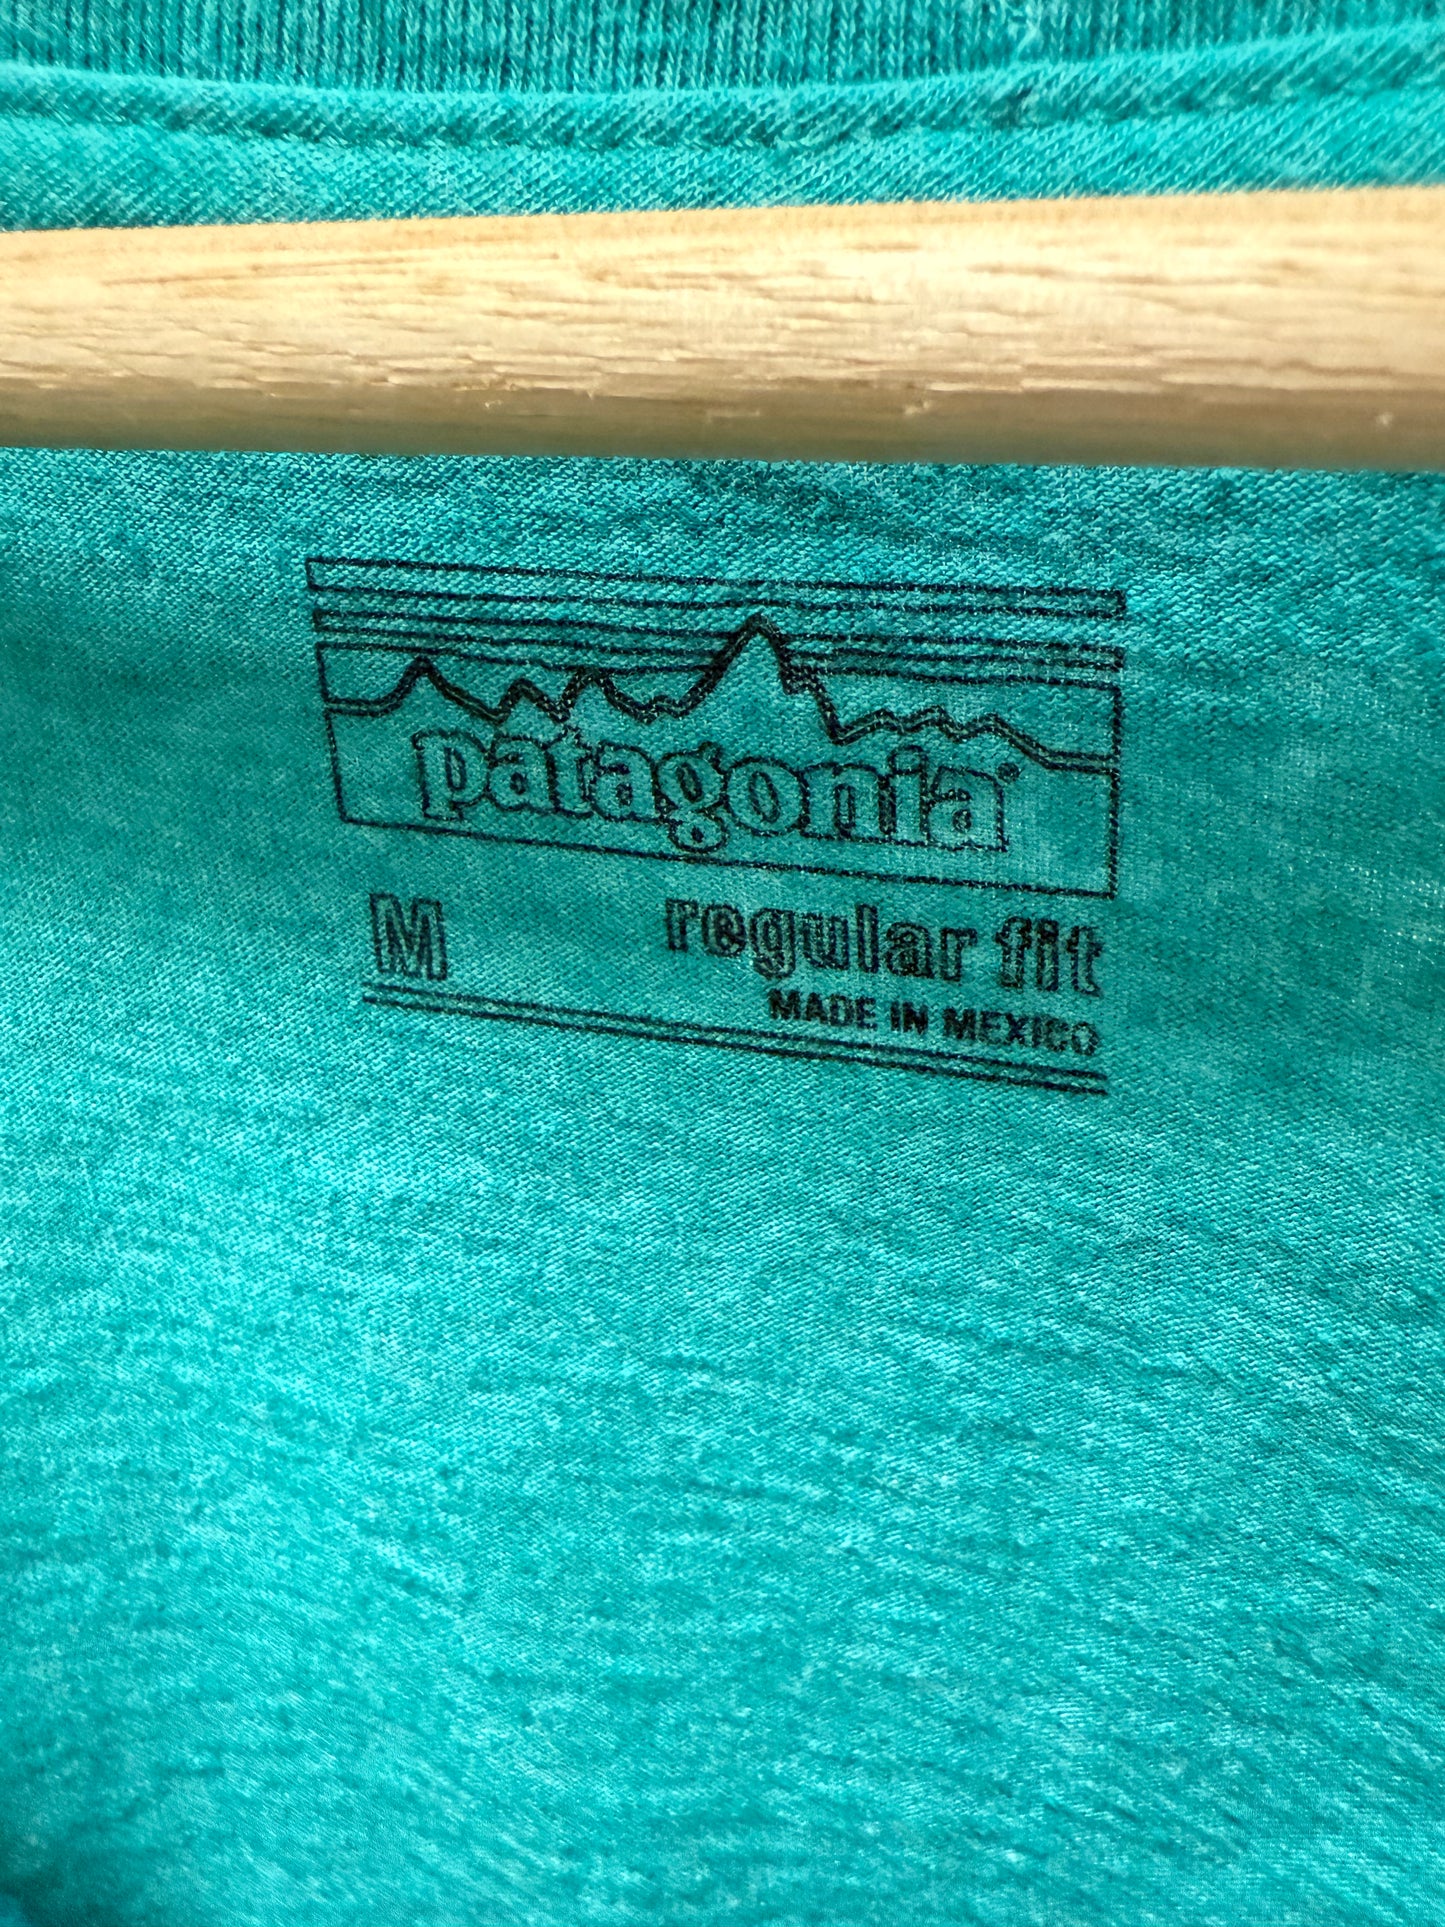 patagonia®
M regular fit
MADE IN MEXICO